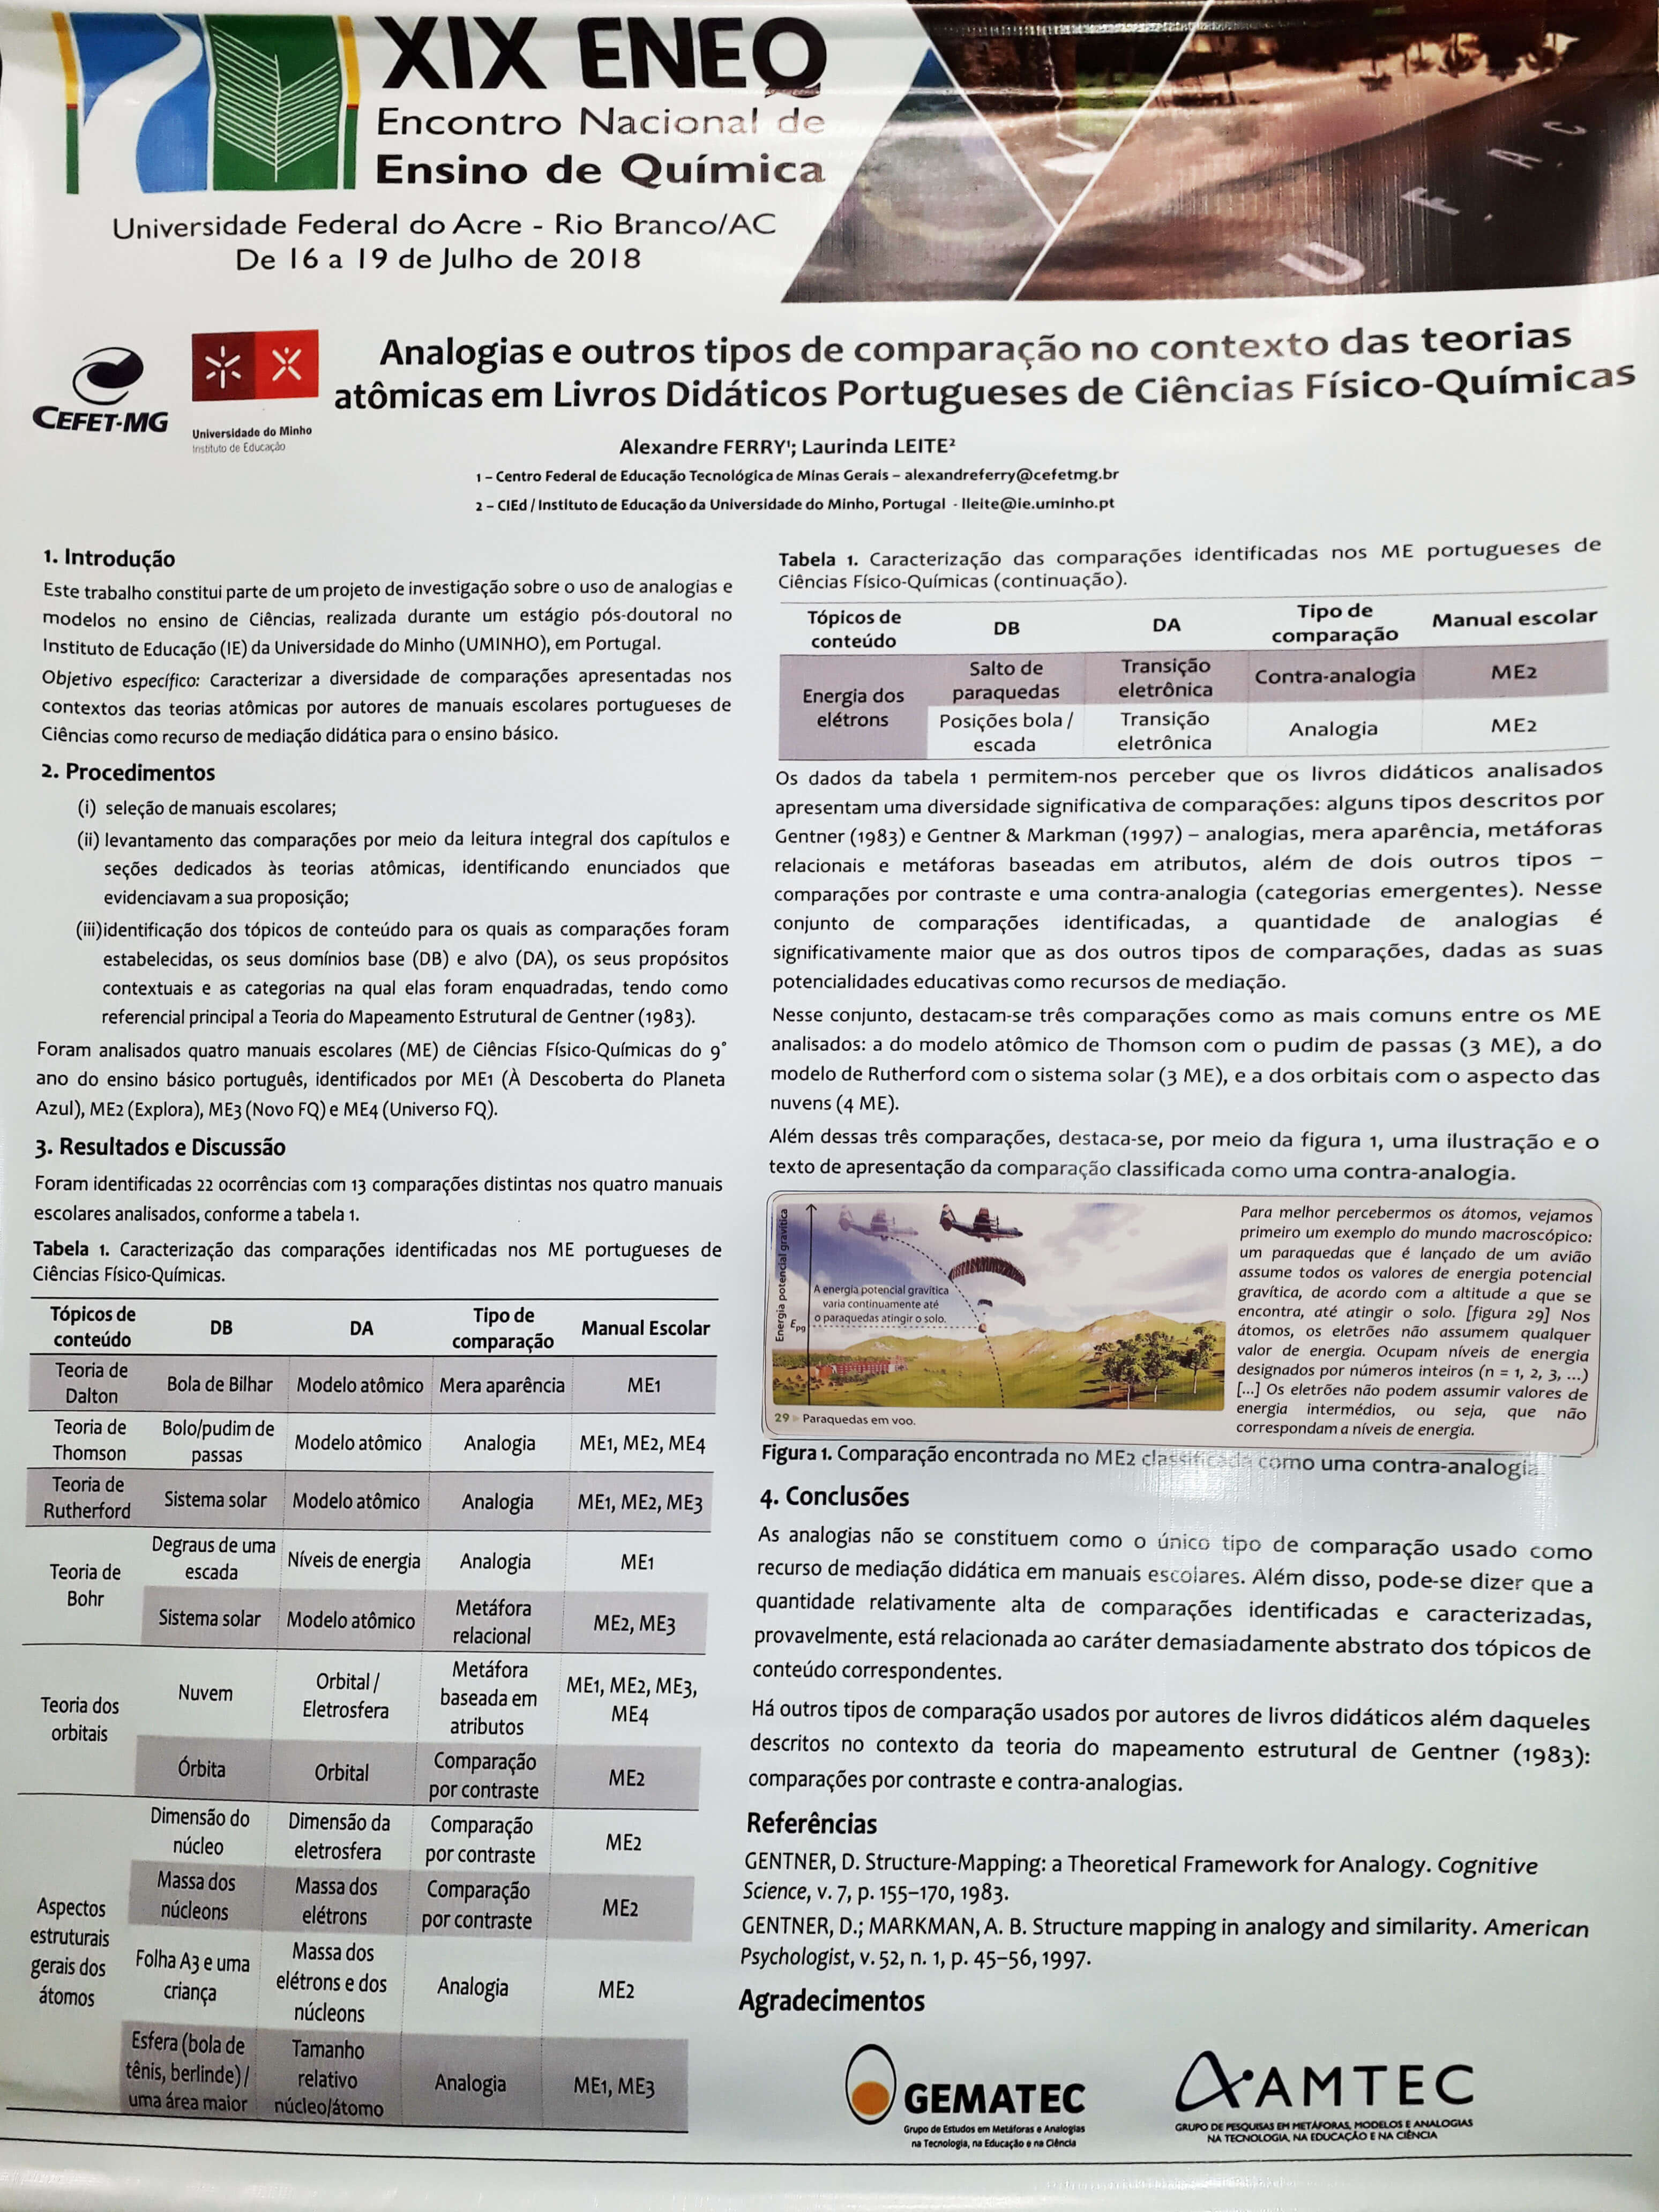 XIX ENEQ
Encontro Nacional de
Ensino de Química
Universidade Federal do Acre - Rio Branco/AC
De 16 a 19 de Julho de 2018
U . F . A . C
CEFET-MG
Universidade do Minho
Instituto de Educação
Analogias e outros tipos de comparação no contexto das teorias
atômicas em Livros Didáticos Portugueses de Ciências Físico-Químicas
Alexandre FERRY¹; Laurinda LEITE²
1 – Centro Federal de Educação Tecnológica de Minas Gerais – alexandreferry@cefetmg.br
2 – CIEd / Instituto de Educação da Universidade do Minho, Portugal - lleite@ie.uminho.pt
1. Introdução
Este trabalho constitui parte de um projeto de investigação sobre o uso de analogias e
modelos no ensino de Ciências, realizada durante um estágio pós-doutoral no
Instituto de Educação (IE) da Universidade do Minho (UMINHO), em Portugal.
Objetivo específico: Caracterizar a diversidade de comparações apresentadas nos
contextos das teorias atômicas por autores de manuais escolares portugueses de
Ciências como recurso de mediação didática para o ensino básico.
2. Procedimentos
(i) seleção de manuais escolares;
(ii) levantamento das comparações por meio da leitura integral dos capítulos e
seções dedicados às teorias atômicas, identificando enunciados que
evidenciavam a sua proposição;
(iii)identificação dos tópicos de conteúdo para os quais as comparações foram
estabelecidas, os seus domínios base (DB) e alvo (DA), os seus propósitos
contextuais e as categorias na qual elas foram enquadradas, tendo como
referencial principal a Teoria do Mapeamento Estrutural de Gentner (1983).
Foram analisados quatro manuais escolares (ME) de Ciências Físico-Químicas do 9°
ano do ensino básico português, identificados por ME1 (À Descoberta do Planeta
Azul), ME2 (Explora), ME3 (Novo FQ) e ME4 (Universo FQ).
3. Resultados e Discussão
Foram identificadas 22 ocorrências com 13 comparações distintas nos quatro manuais
escolares analisados, conforme a tabela 1.
Tabela 1. Caracterização das comparações identificadas nos ME portugueses de
Ciências Físico-Químicas.
Tópicos de conteúdo DB DA Tipo de comparação Manual Escolar
Teoria de Dalton Bola de Bilhar Modelo atômico Mera aparência ME1
Teoria de Thomson Bolo/pudim de passas Modelo atômico Analogia ME1, ME2, ME4
Teoria de Rutherford Sistema solar Modelo atômico Analogia ME1, ME2, ME3
Teoria de Bohr Degraus de uma escada Níveis de energia Analogia ME1
Sistema solar Modelo atômico Metáfora relacional ME2, ME3
Teoria dos orbitais Nuvem Orbital / Eletrosfera Metáfora baseada em atributos ME1, ME2, ME3, ME4
Órbita Orbital Comparação por contraste ME2
Aspectos estruturais gerais dos átomos Dimensão do núcleo Dimensão da eletrosfera Comparação por contraste ME2
Massa dos núcleons Massa dos elétrons Comparação por contraste ME2
Folha A3 e uma criança Massa dos elétrons e dos núcleons Analogia ME2
Esfera (bola de tênis, berlinde) / uma área maior Tamanho relativo núcleo/átomo Analogia ME1, ME3
Tabela 1. Caracterização das comparações identificadas nos ME portugueses de
Ciências Físico-Químicas (continuação).
Tópicos de conteúdo DB DA Tipo de comparação Manual escolar
Energia dos elétrons Salto de paraquedas Transição eletrônica Contra-analogia ME2
Posições bola / escada Transição eletrônica Analogia ME2
Os dados da tabela 1 permitem-nos perceber que os livros didáticos analisados
apresentam uma diversidade significativa de comparações: alguns tipos descritos por
Gentner (1983) e Gentner & Markman (1997) – analogias, mera aparência, metáforas
relacionais e metáforas baseadas em atributos, além de dois outros tipos –
comparações por contraste e uma contra-analogia (categorias emergentes). Nesse
conjunto de comparações identificadas, a quantidade de analogias é
significativamente maior que as dos outros tipos de comparações, dadas as suas
potencialidades educativas como recursos de mediação.
Nesse conjunto, destacam-se três comparações como as mais comuns entre os ME
analisados: a do modelo atômico de Thomson com o pudim de passas (3 ME), a do
modelo de Rutherford com o sistema solar (3 ME), e a dos orbitais com o aspecto das
nuvens (4 ME).
Além dessas três comparações, destaca-se, por meio da figura 1, uma ilustração e o
texto de apresentação da comparação classificada como uma contra-analogia.
Energia potencial gravítica
A energia potencial gravítica
varia continuamente até
o paraquedas atingir o solo.
Epg
29 Paraquedas em voo.
Para melhor percebermos os átomos, vejamos
primeiro um exemplo do mundo macroscópico:
um paraquedas que é lançado de um avião
assume todos os valores de energia potencial
gravítica, de acordo com a altitude a que se
encontra, até atingir o solo. [figura 29] Nos
átomos, os eletrões não assumem qualquer
valor de energia. Ocupam níveis de energia
designados por números inteiros (n = 1, 2, 3, ...)
[...] Os eletrões não podem assumir valores de
energia intermédios, ou seja, que não
correspondam a níveis de energia.
Figura 1. Comparação encontrada no ME2 classificada como uma contra-analogia.
4. Conclusões
As analogias não se constituem como o único tipo de comparação usado como
recurso de mediação didática em manuais escolares. Além disso, pode-se dizer que a
quantidade relativamente alta de comparações identificadas e caracterizadas,
provavelmente, está relacionada ao caráter demasiadamente abstrato dos tópicos de
conteúdo correspondentes.
Há outros tipos de comparação usados por autores de livros didáticos além daqueles
descritos no contexto da teoria do mapeamento estrutural de Gentner (1983):
comparações por contraste e contra-analogias.
Referências
GENTNER, D. Structure-Mapping: a Theoretical Framework for Analogy. Cognitive
Science, v. 7, p. 155–170, 1983.
GENTNER, D.; MARKMAN, A. B. Structure mapping in analogy and similarity. American
Psychologist, v. 52, n. 1, p. 45–56, 1997.
Agradecimentos
GEMATEC
Grupo de Estudos em Metáforas e Analogias
na Tecnologia, na Educação e na Ciência
AMTEC
GRUPO DE PESQUISAS EM METÁFORAS, MODELOS E ANALOGIAS
NA TECNOLOGIA, NA EDUCAÇÃO E NA CIÊNCIA